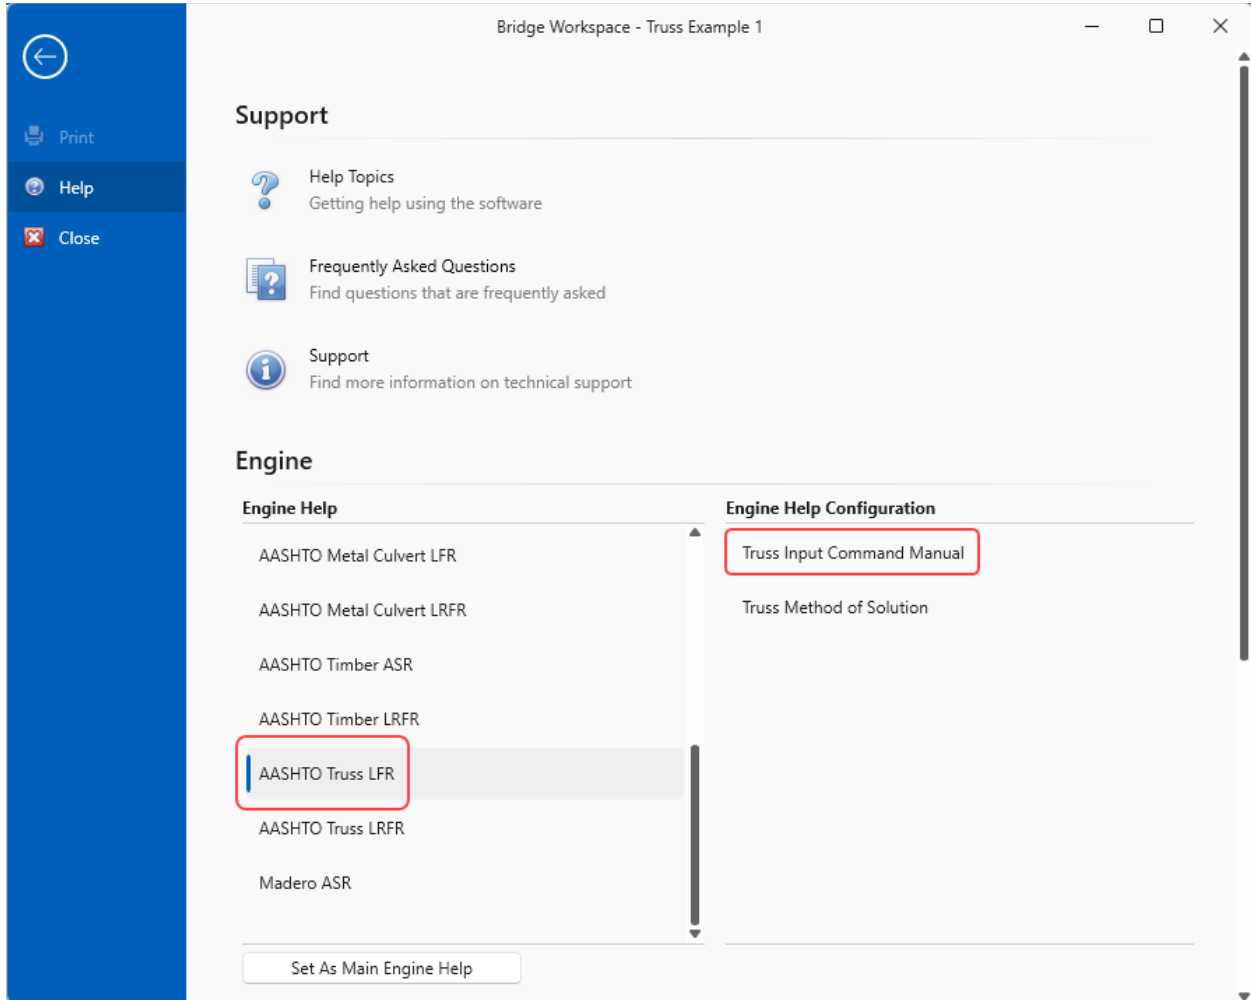 Bridge Workspace - Truss Example 1
Print
Help
Close
Support
Help Topics
Getting help using the software
Frequently Asked Questions
Find questions that are frequently asked
Support
Find more information on technical support
Engine
Engine Help
AASHTO Metal Culvert LFR
AASHTO Metal Culvert LRFR
AASHTO Timber ASR
AASHTO Timber LRFR
AASHTO Truss LFR
AASHTO Truss LRFR
Madero ASR
Set As Main Engine Help
Engine Help Configuration
Truss Input Command Manual
Truss Method of Solution